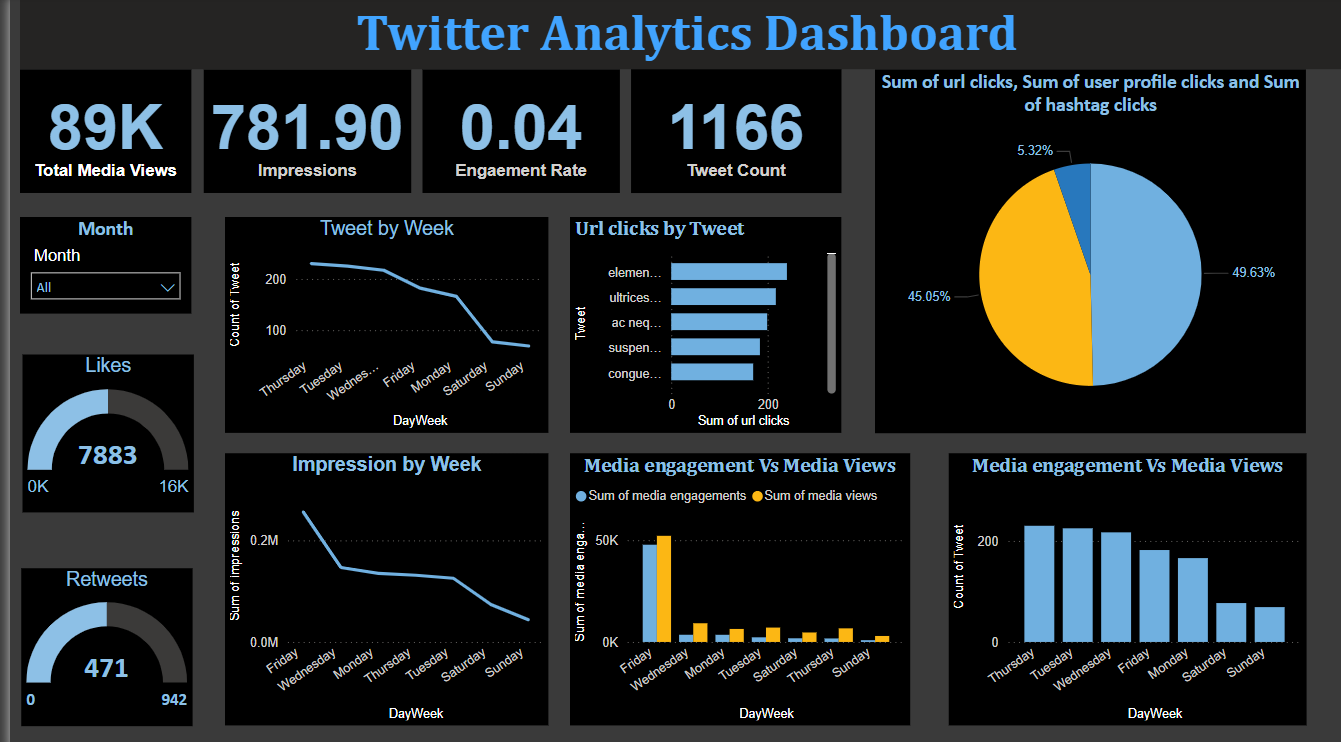 Twitter Analytics Dashboard
89K
Total Media Views
781.90
Impressions
0.04
Engaement Rate
1166
Tweet Count
Sum of url clicks, Sum of user profile clicks and Sum
of hashtag clicks
5.32%
45.05%
49.63%
Month
Month
All
Likes
7883
0K
16K
Retweets
471
0
942
Tweet by Week
Count of Tweet
200
100
Thursday
Tuesday
Wednes...
Friday
Monday
Saturday
Sunday
DayWeek
Url clicks by Tweet
Tweet
elemen...
ultrices...
ac neq...
suspen...
congue...
0
200
Sum of url clicks
Impression by Week
Sum of impressions
0.2M
0.0M
Friday
Wednesday
Monday
Thursday
Tuesday
Saturday
Sunday
DayWeek
Media engagement Vs Media Views
Sum of media engagements
Sum of media views
Sum of media enga...
50K
0K
Friday
Wednesday
Monday
Tuesday
Saturday
Thursday
Sunday
DayWeek
Media engagement Vs Media Views
Count of Tweet
200
0
Thursday
Tuesday
Wednesday
Friday
Monday
Saturday
Sunday
DayWeek